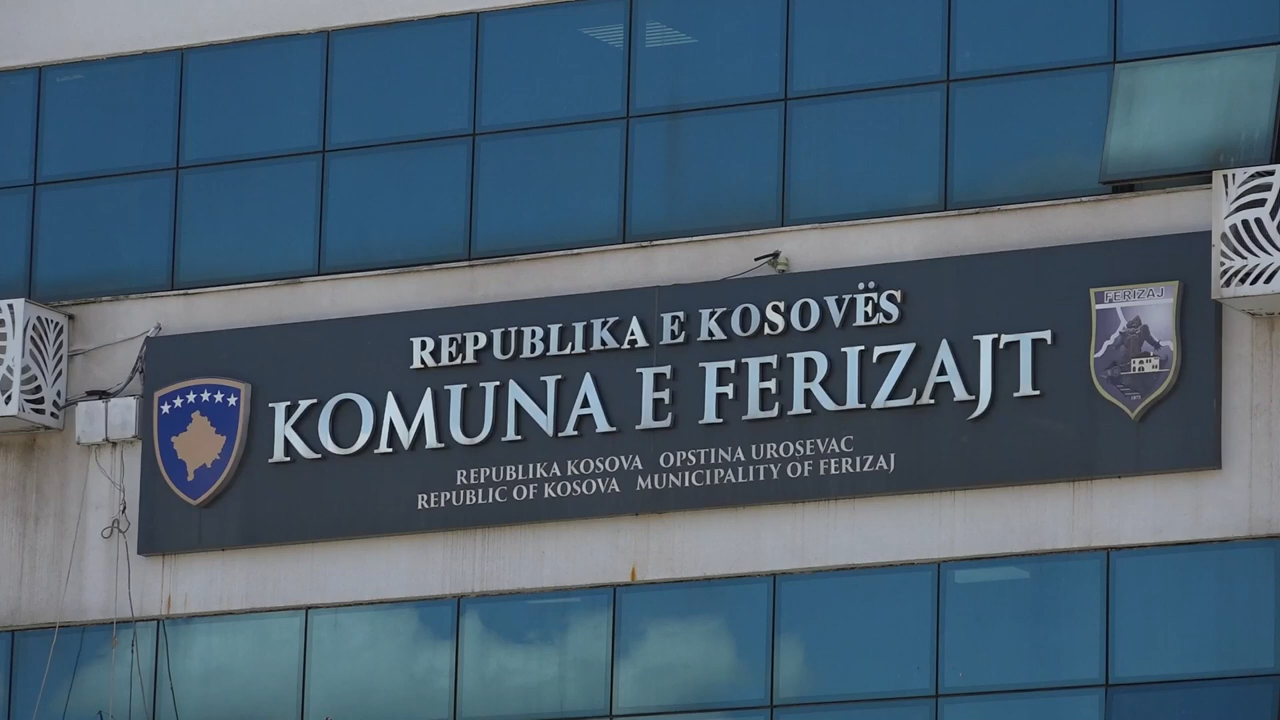 REPUBLIKA E KOSOVËS
KOMUNA E FERIZAJT
REPUBLIKA KOSOVA OPSTINA UROSEVAC
REPUBLIC OF KOSOVA MUNICIPALITY OF FERIZAJ
FERIZAJ